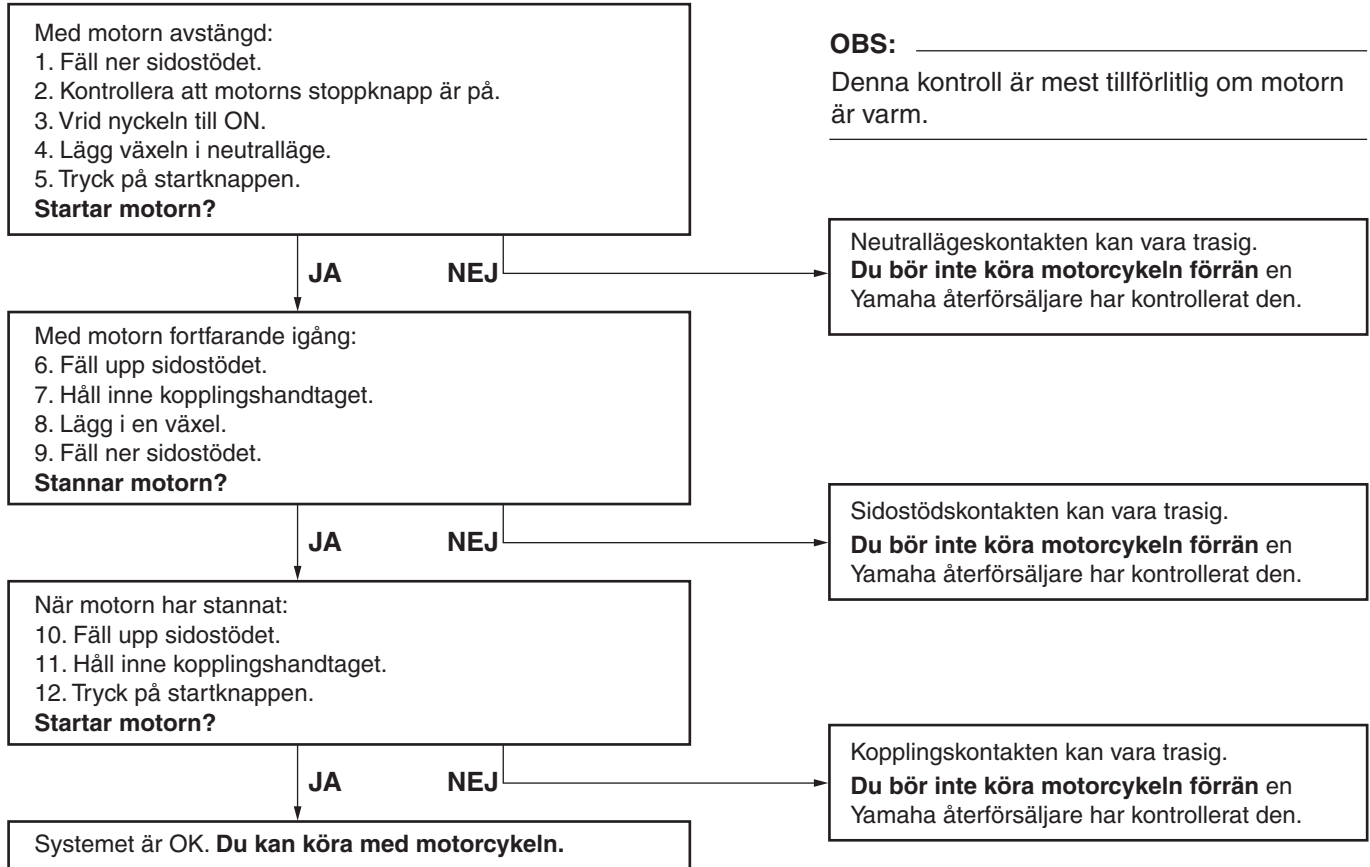 Med motorn avstängd:
1. Fäll ner sidostödet.
2. Kontrollera att motorns stoppknapp är på.
3. Vrid nyckeln till ON.
4. Lägg växeln i neutralläge.
5. Tryck på startknappen.
Startar motorn?
OBS:
Denna kontroll är mest tillförlitlig om motorn
är varm.
JA NEJ
Neutrallägeskontakten kan vara trasig.
Du bör inte köra motorcykeln förrän en
Yamaha återförsäljare har kontrollerat den.
Med motorn fortfarande igång:
6. Fäll upp sidostödet.
7. Håll inne kopplingshandtaget.
8. Lägg i en växel.
9. Fäll ner sidostödet.
Stannar motorn?
JA NEJ
Sidostödskontakten kan vara trasig.
Du bör inte köra motorcykeln förrän en
Yamaha återförsäljare har kontrollerat den.
När motorn har stannat:
10. Fäll upp sidostödet.
11. Håll inne kopplingshandtaget.
12. Tryck på startknappen.
Startar motorn?
JA NEJ
Kopplingskontakten kan vara trasig.
Du bör inte köra motorcykeln förrän en
Yamaha återförsäljare har kontrollerat den.
Systemet är OK. Du kan köra med motorcykeln.